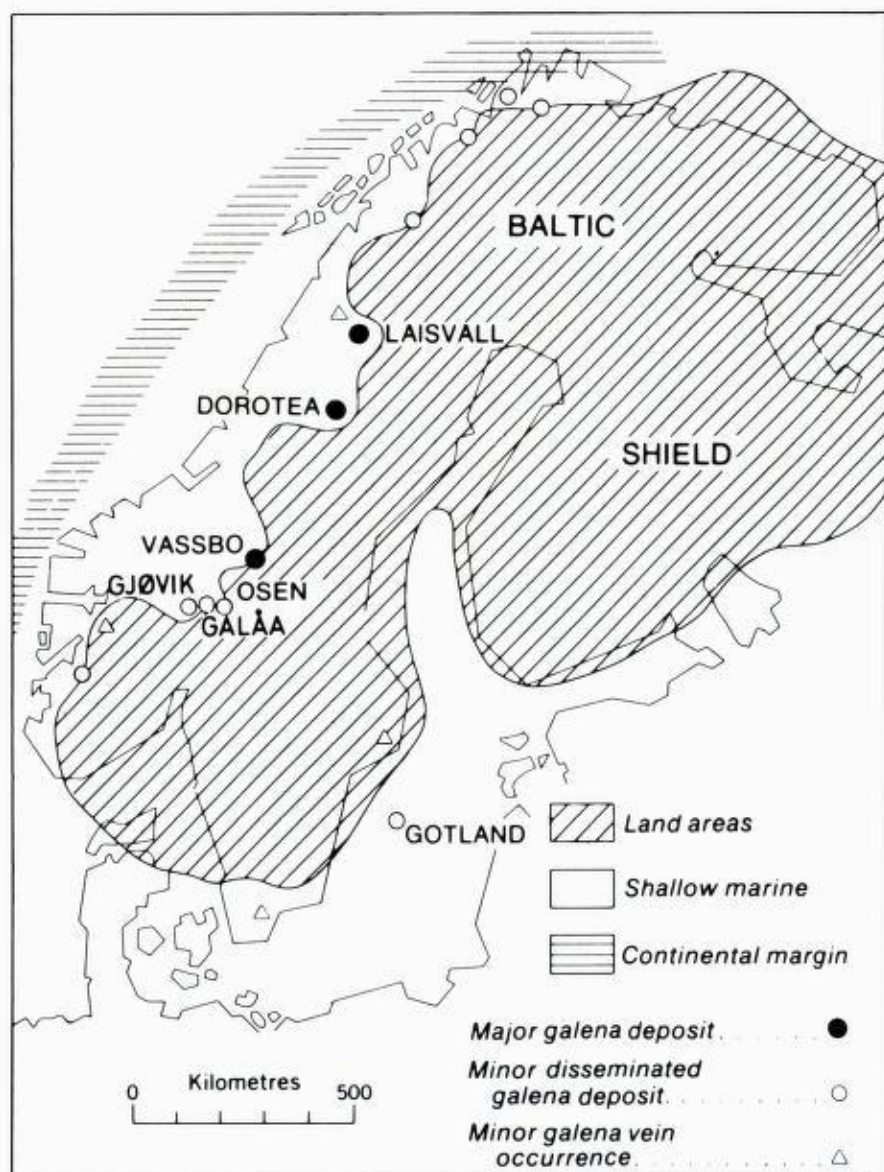 BALTIC
LAISVALL
DOROTEA
SHIELD
VASSBO
GJØVIK
OSEN
GALÅA
GOTLAND
Land areas
Shallow marine
Continental margin
Major galena deposit
Minor disseminated
galena deposit
Minor galena vein
occurrence
Kilometres
0 500